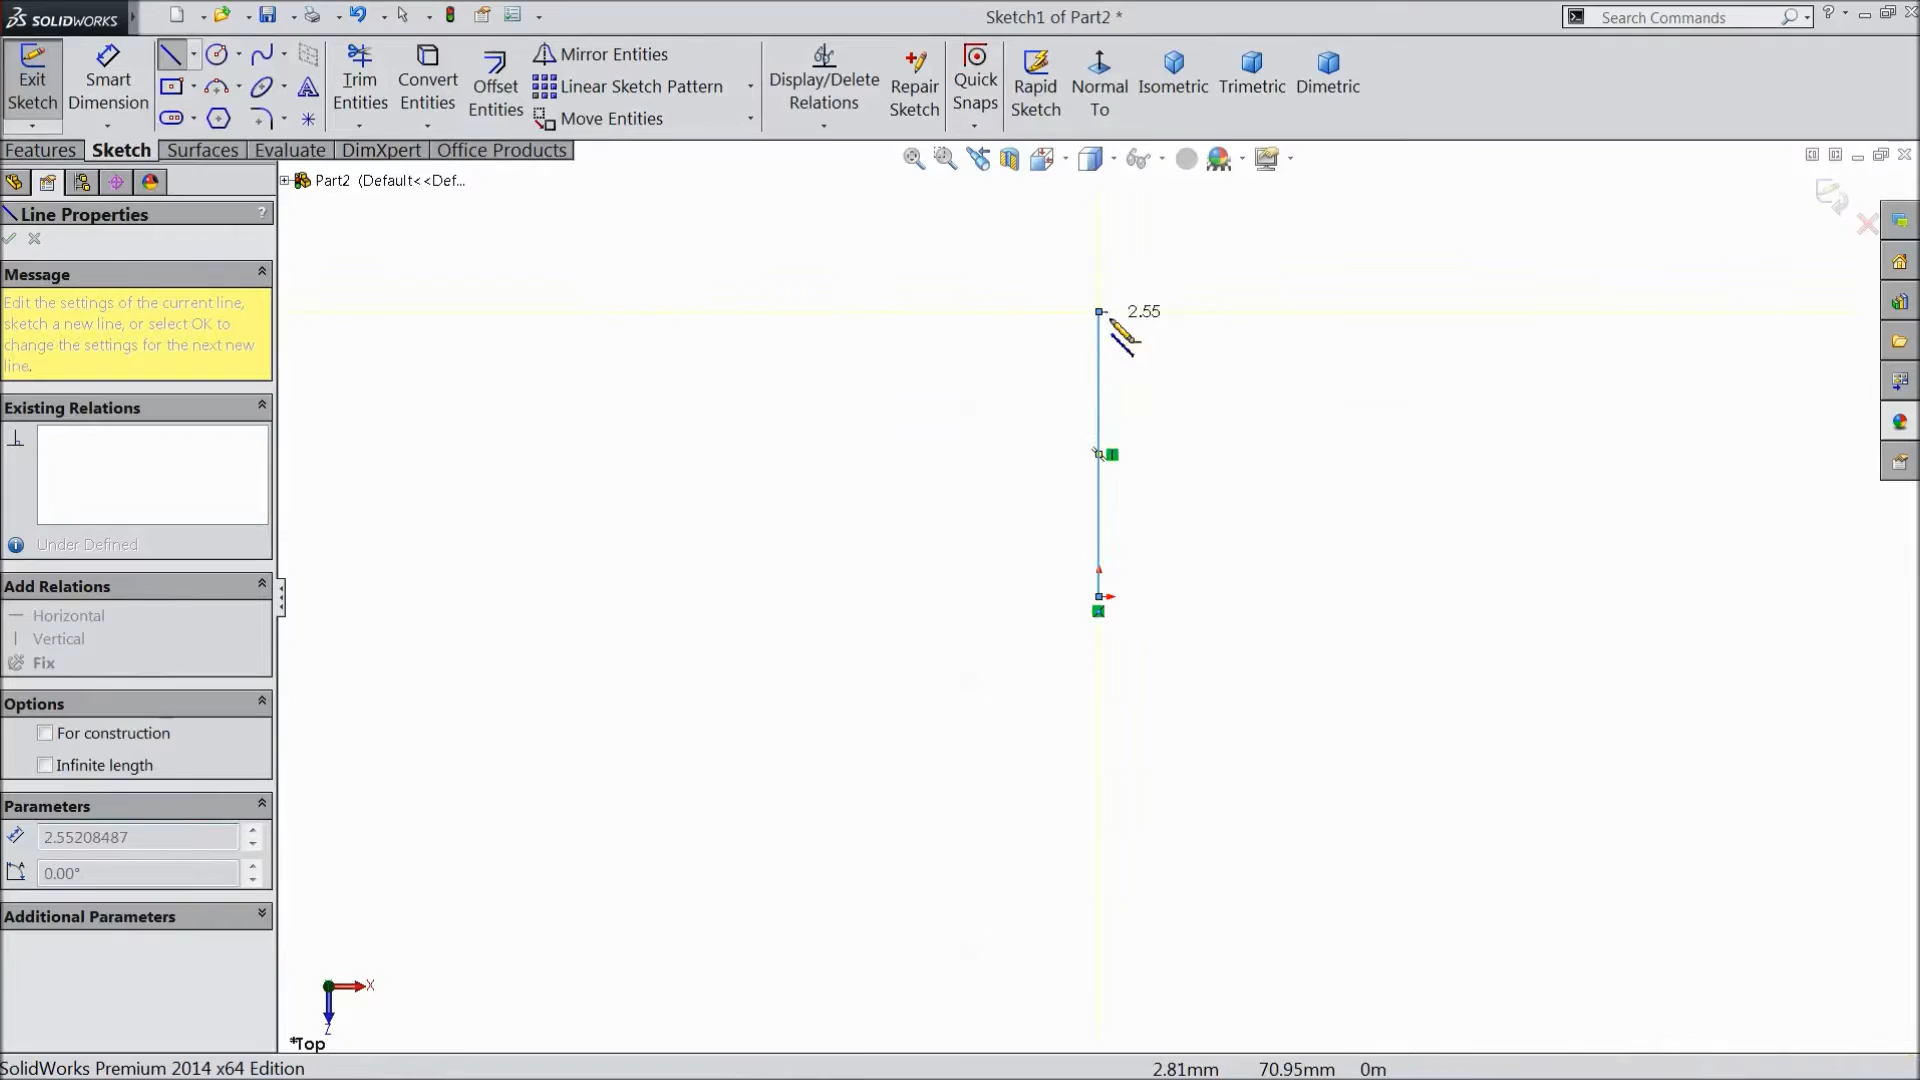 SOLIDWORKS
Sketch1 of Part2 *
Search Commands
?
Exit Sketch
Smart Dimension
Trim Entities
Convert Entities
Offset Entities
Mirror Entities
Linear Sketch Pattern
Move Entities
Display/Delete Relations
Repair Sketch
Quick Snaps
Rapid Sketch
Normal To
Isometric
Trimetric
Dimetric
Features
Sketch
Surfaces
Evaluate
DimXpert
Office Products
Part2 (Default<<Def...
Line Properties
?
Message
Edit the settings of the current line,
sketch a new line, or select OK to
change the settings for the next new
line.
Existing Relations
Under Defined
Add Relations
Horizontal
Vertical
Fix
Options
For construction
Infinite length
Parameters
2.55208487
0.00°
Additional Parameters
2.55
X
Z
*Top
SolidWorks Premium 2014 x64 Edition
2.81mm
70.95mm
0m